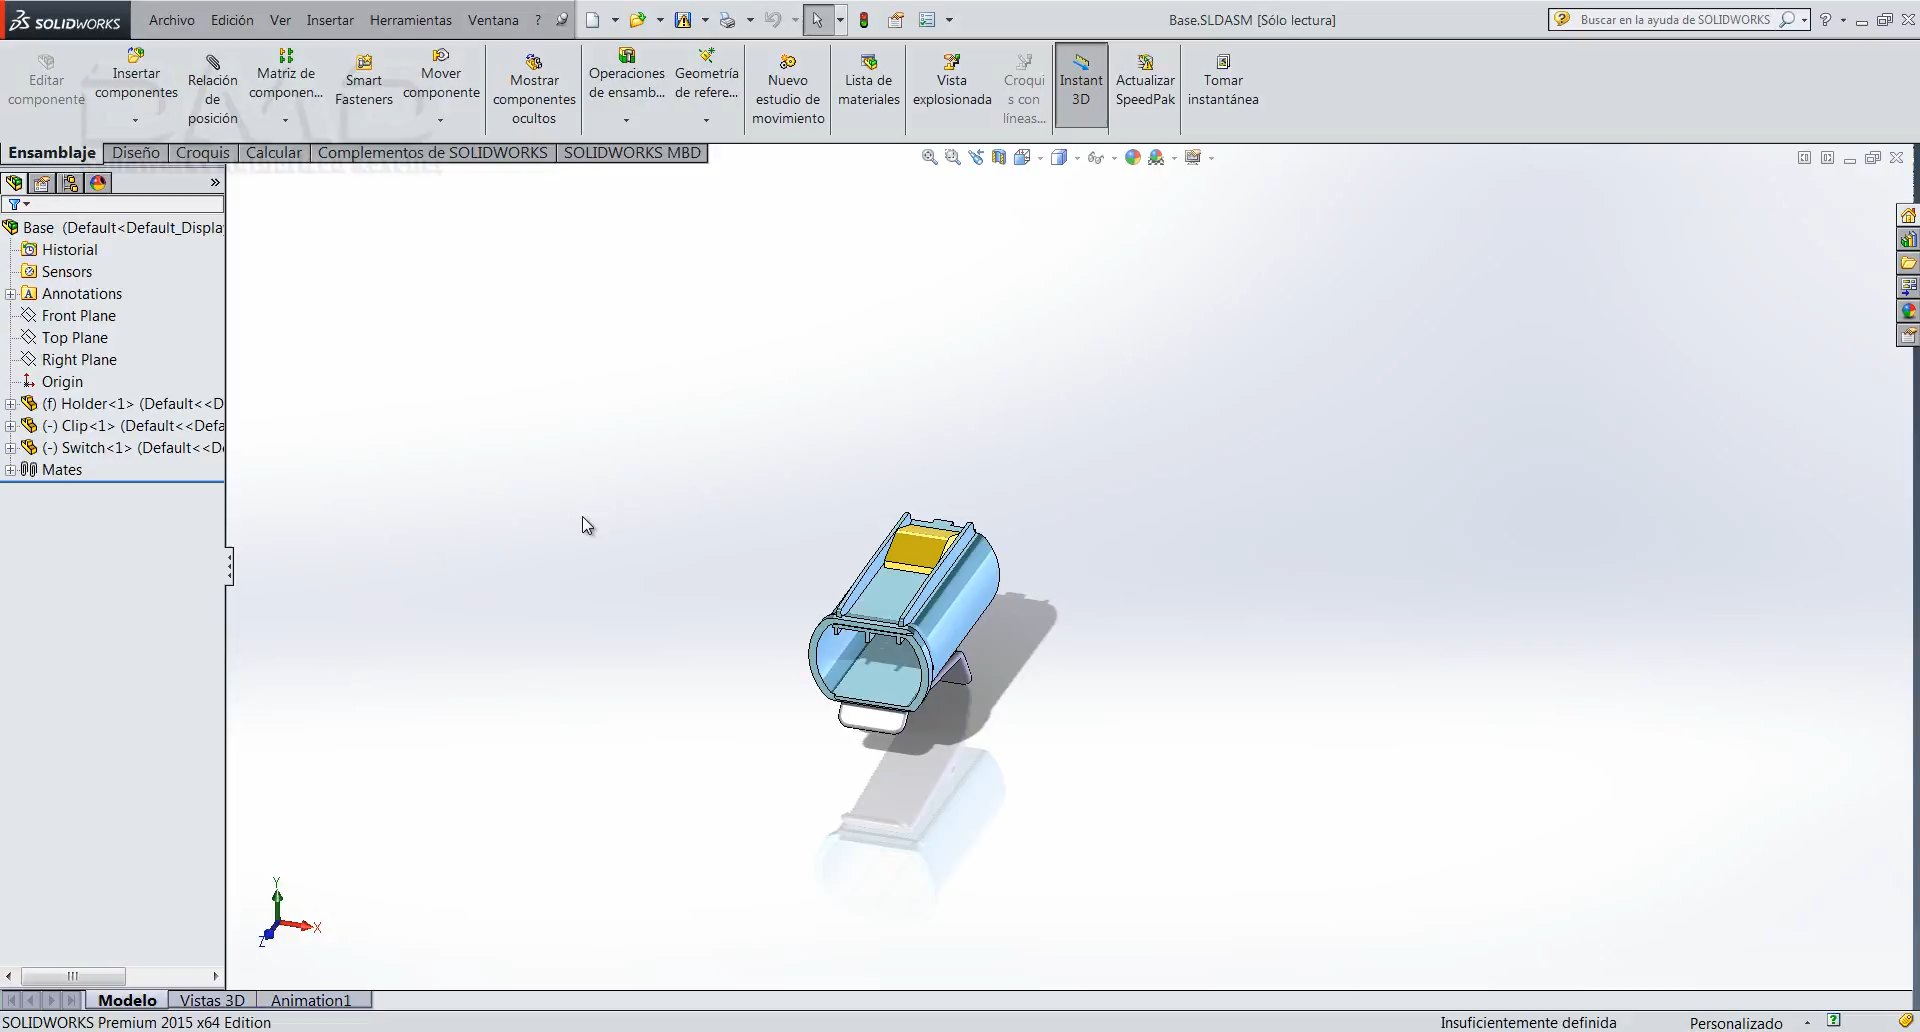 SOLIDWORKS Archivo Edición Ver Insertar Herramientas Ventana ? Base.SLDASM [Sólo lectura] Buscar en la ayuda de SOLIDWORKS ?
Editar componente
Insertar componentes
Relación de posición
Matriz de componen...
Smart Fasteners
Mover componente
Mostrar componentes ocultos
Operaciones de ensamb...
Geometría de refere...
Nuevo estudio de movimiento
Lista de materiales
Vista explosionada
Croquis con líneas...
Instant 3D
Actualizar SpeedPak
Tomar instantánea
Ensamblaje Diseño Croquis Calcular Complementos de SOLIDWORKS SOLIDWORKS MBD
Base (Default<Default_Displa
Historial
Sensors
Annotations
Front Plane
Top Plane
Right Plane
Origin
(f) Holder<1> (Default<<D
(-) Clip<1> (Default<<Defa
(-) Switch<1> (Default<<De
Mates
Y
X
Z
Modelo Vistas 3D Animation1
SOLIDWORKS Premium 2015 x64 Edition Insuficientemente definida Personalizado